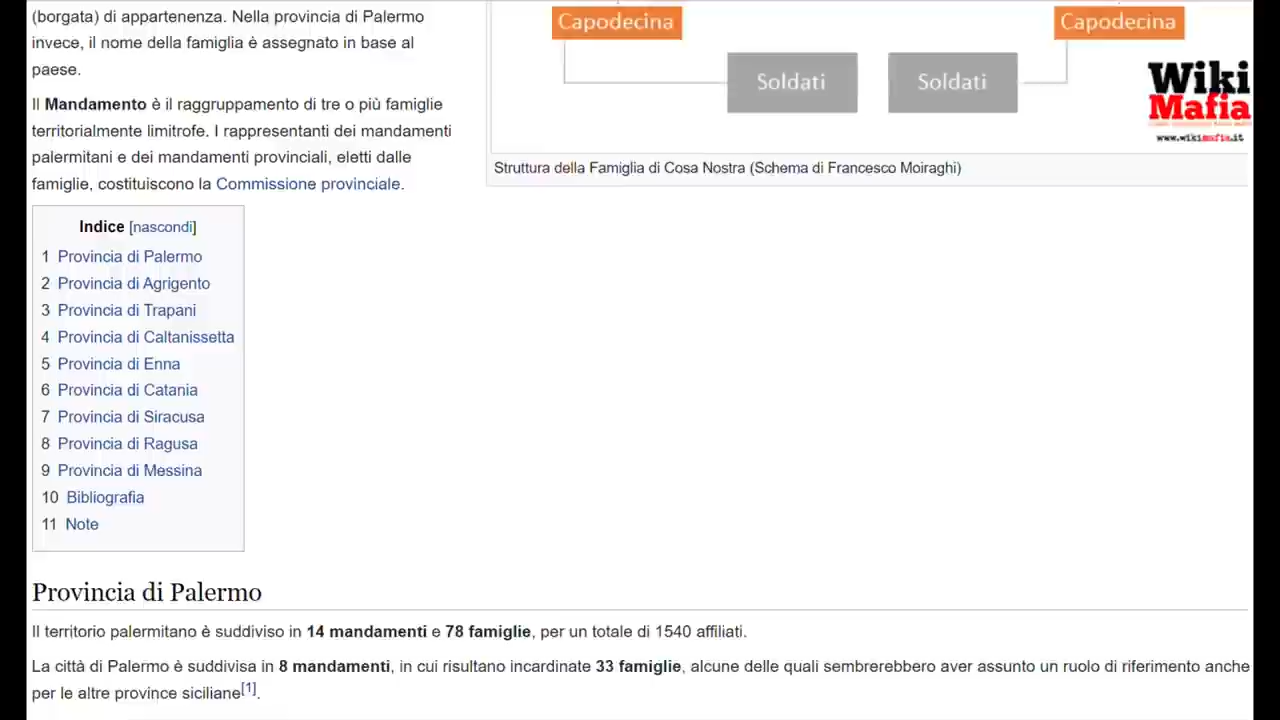 (borgata) di appartenenza. Nella provincia di Palermo
invece, il nome della famiglia è assegnato in base al
paese.
Il Mandamento è il raggruppamento di tre o più famiglie
territorialmente limitrofe. I rappresentanti dei mandamenti
palermitani e dei mandamenti provinciali, eletti dalle
famiglie, costituiscono la Commissione provinciale.
Capodecina
Capodecina
Soldati
Soldati
Wiki
Mafia
www.wikimafia.it
Struttura della Famiglia di Cosa Nostra (Schema di Francesco Moiraghi)
Indice [nascondi]
1 Provincia di Palermo
2 Provincia di Agrigento
3 Provincia di Trapani
4 Provincia di Caltanissetta
5 Provincia di Enna
6 Provincia di Catania
7 Provincia di Siracusa
8 Provincia di Ragusa
9 Provincia di Messina
10 Bibliografia
11 Note
Provincia di Palermo
Il territorio palermitano è suddiviso in 14 mandamenti e 78 famiglie, per un totale di 1540 affiliati.
La città di Palermo è suddivisa in 8 mandamenti, in cui risultano incardinate 33 famiglie, alcune delle quali sembrerebbero aver assunto un ruolo di riferimento anche
per le altre province siciliane[1].